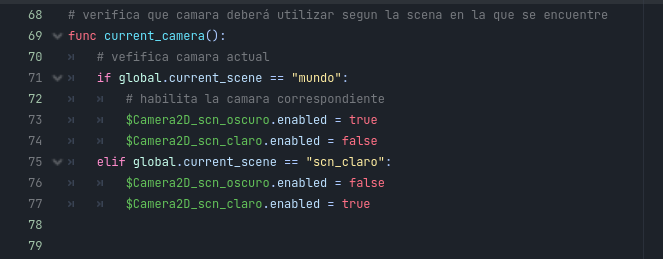 68 # verifica que camara deberá utilizar segun la scena en la que se encuentre
69 func current_camera():
70 # vefifica camara actual
71 if global.current_scene == "mundo":
72 # habilita la camara correspondiente
73 $Camera2D_scn_oscuro.enabled = true
74 $Camera2D_scn_claro.enabled = false
75 elif global.current_scene == "scn_claro":
76 $Camera2D_scn_oscuro.enabled = false
77 $Camera2D_scn_claro.enabled = true
78
79